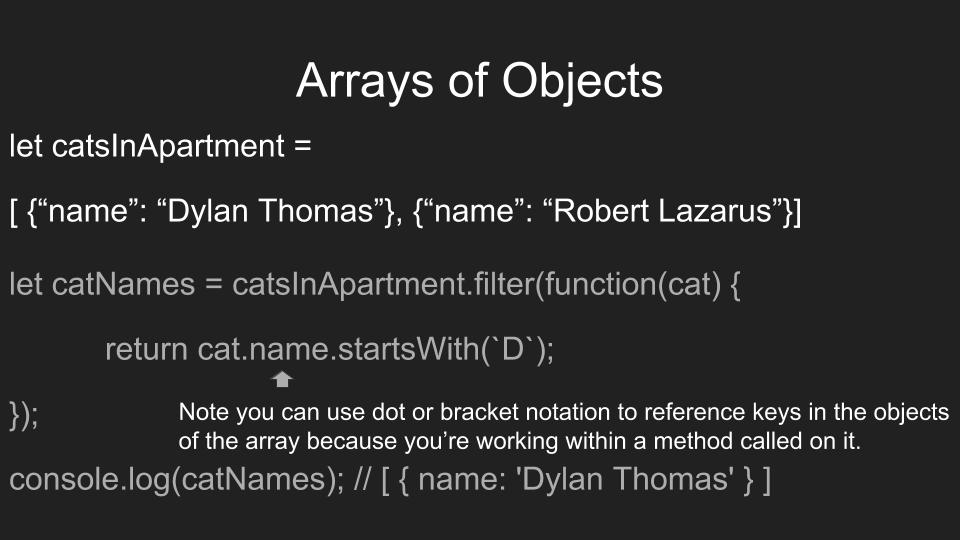 Arrays of Objects
let catsInApartment =
[ {“name”: “Dylan Thomas”}, {“name”: “Robert Lazarus”}]
let catNames = catsInApartment.filter(function(cat) {
return cat.name.startsWith(`D`);
});
Note you can use dot or bracket notation to reference keys in the objects
of the array because you’re working within a method called on it.
console.log(catNames); // [ { name: 'Dylan Thomas' } ]